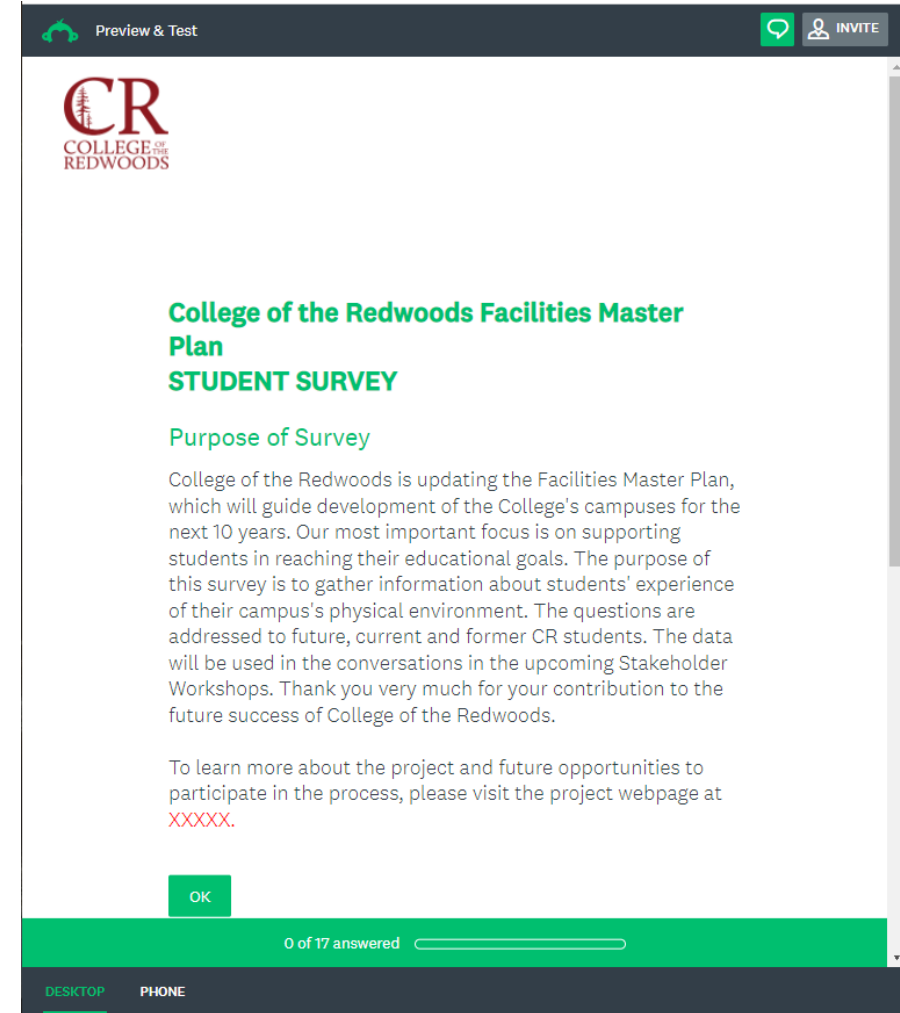 Preview & Test
INVITE
CR
COLLEGE OF THE
REDWOODS
College of the Redwoods Facilities Master
Plan
STUDENT SURVEY
Purpose of Survey
College of the Redwoods is updating the Facilities Master Plan,
which will guide development of the College's campuses for the
next 10 years. Our most important focus is on supporting
students in reaching their educational goals. The purpose of
this survey is to gather information about students' experience
of their campus's physical environment. The questions are
addressed to future, current and former CR students. The data
will be used in the conversations in the upcoming Stakeholder
Workshops. Thank you very much for your contribution to the
future success of College of the Redwoods.
To learn more about the project and future opportunities to
participate in the process, please visit the project webpage at
XXXXX.
OK
0 of 17 answered
DESKTOP PHONE